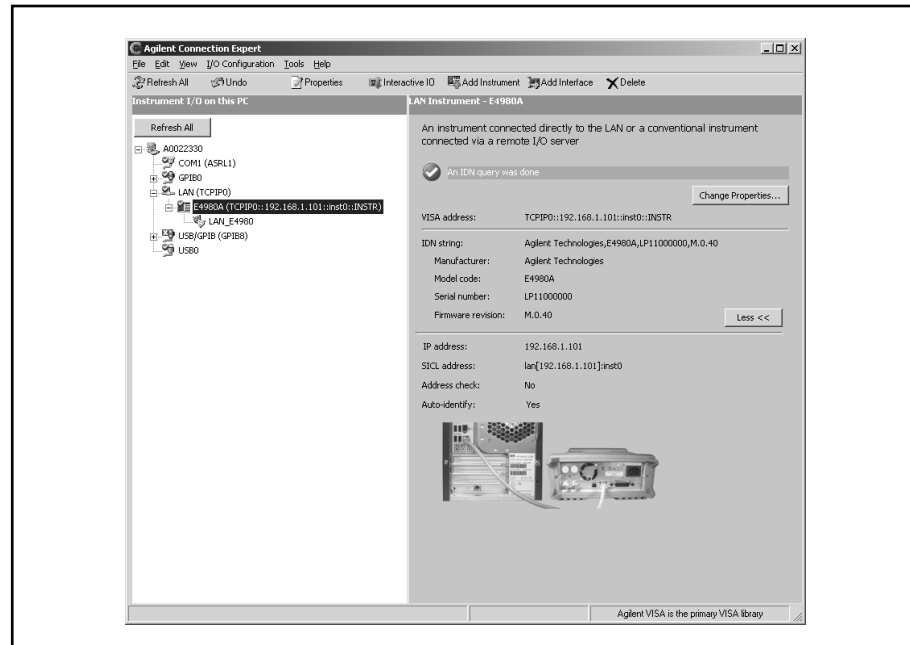 Agilent Connection Expert
File Edit View I/O Configuration Tools Help
Refresh All Undo Properties Interactive IO Add Instrument Add Interface Delete
Instrument I/O on this PC
LAN Instrument - E4980A
Refresh All
A0022330
COM1 (ASRL1)
GPIB0
LAN (TCPIP0)
E4980A (TCPIP0::192.168.1.101::inst0::INSTR)
LAN_E4980
USB/GPIB (GPIB8)
USB0
An instrument connected directly to the LAN or a conventional instrument
connected via a remote I/O server
An IDN query was done
Change Properties...
VISA address: TCPIP0::192.168.1.101::inst0::INSTR
IDN string: Agilent Technologies,E4980A,LP11000000,M.0.40
Manufacturer: Agilent Technologies
Model code: E4980A
Serial number: LP11000000
Firmware revision: M.0.40
Less <<
IP address: 192.168.1.101
SICL address: lan[192.168.1.101]:inst0
Address check: No
Auto-identify: Yes
Agilent VISA is the primary VISA library